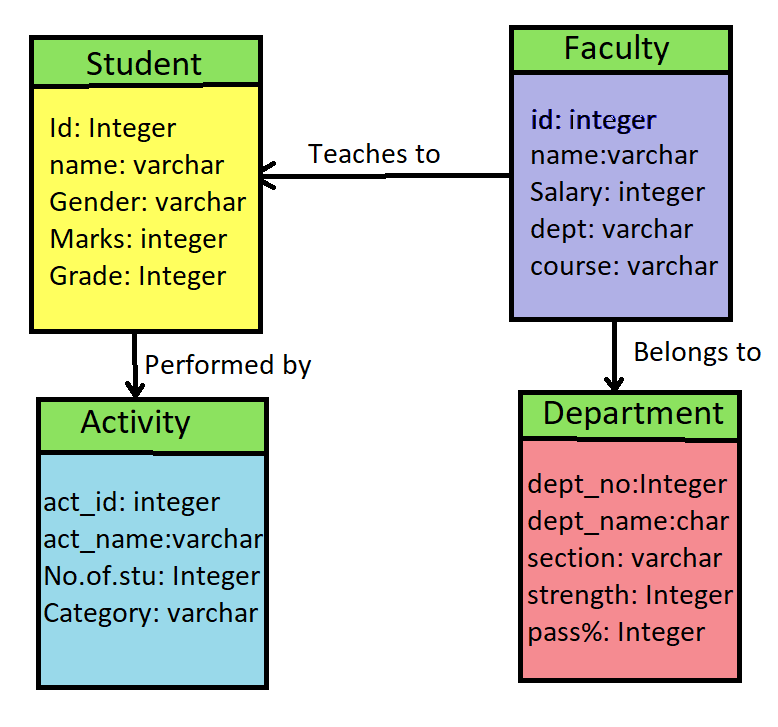 Student
Id: Integer
name: varchar
Gender: varchar
Marks: integer
Grade: Integer
Teaches to
Faculty
id: integer
name:varchar
Salary: integer
dept: varchar
course: varchar
Performed by
Belongs to
Activity
act_id: integer
act_name:varchar
No.of.stu: Integer
Category: varchar
Department
dept_no:Integer
dept_name:char
section: varchar
strength: Integer
pass%: Integer